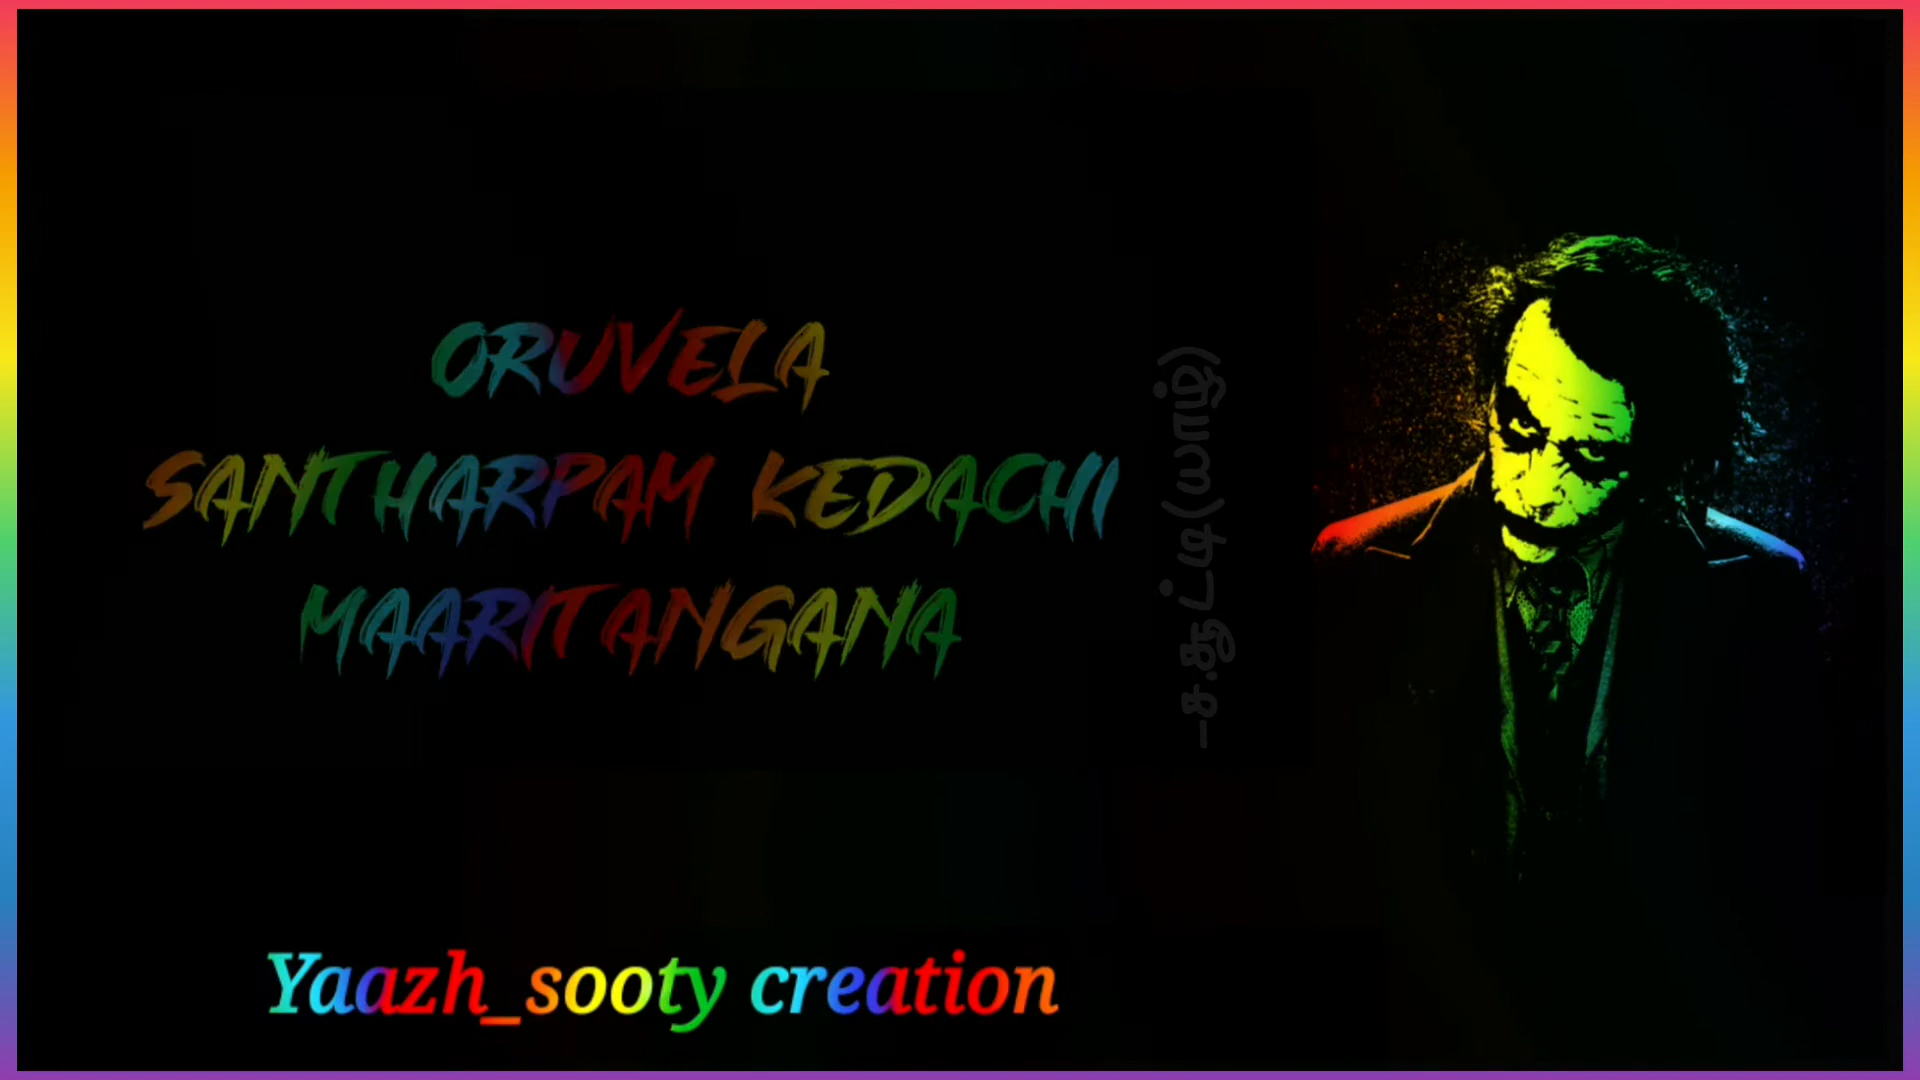 ORUVELA
SANTHARPAM KEDACHI
MAARITANGANA
-ச.சூட்டி(யாழ்)
Yaazh_sooty creation